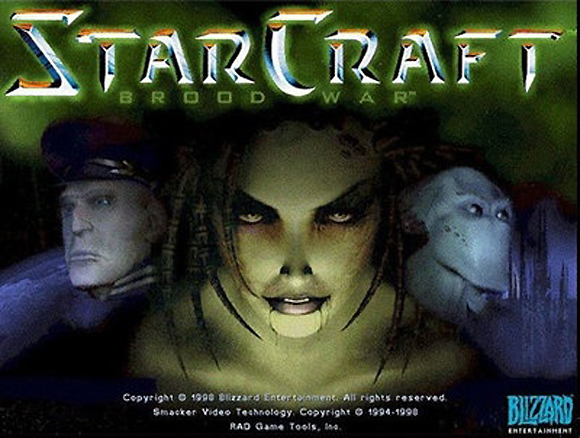 STARCRAFT
BROOD WAR™
Copyright © 1998 Blizzard Entertainment. All rights reserved.
Smacker Video Technology. Copyright © 1994-1998
RAD Game Tools, Inc.
BLIZZARD
ENTERTAINMENT